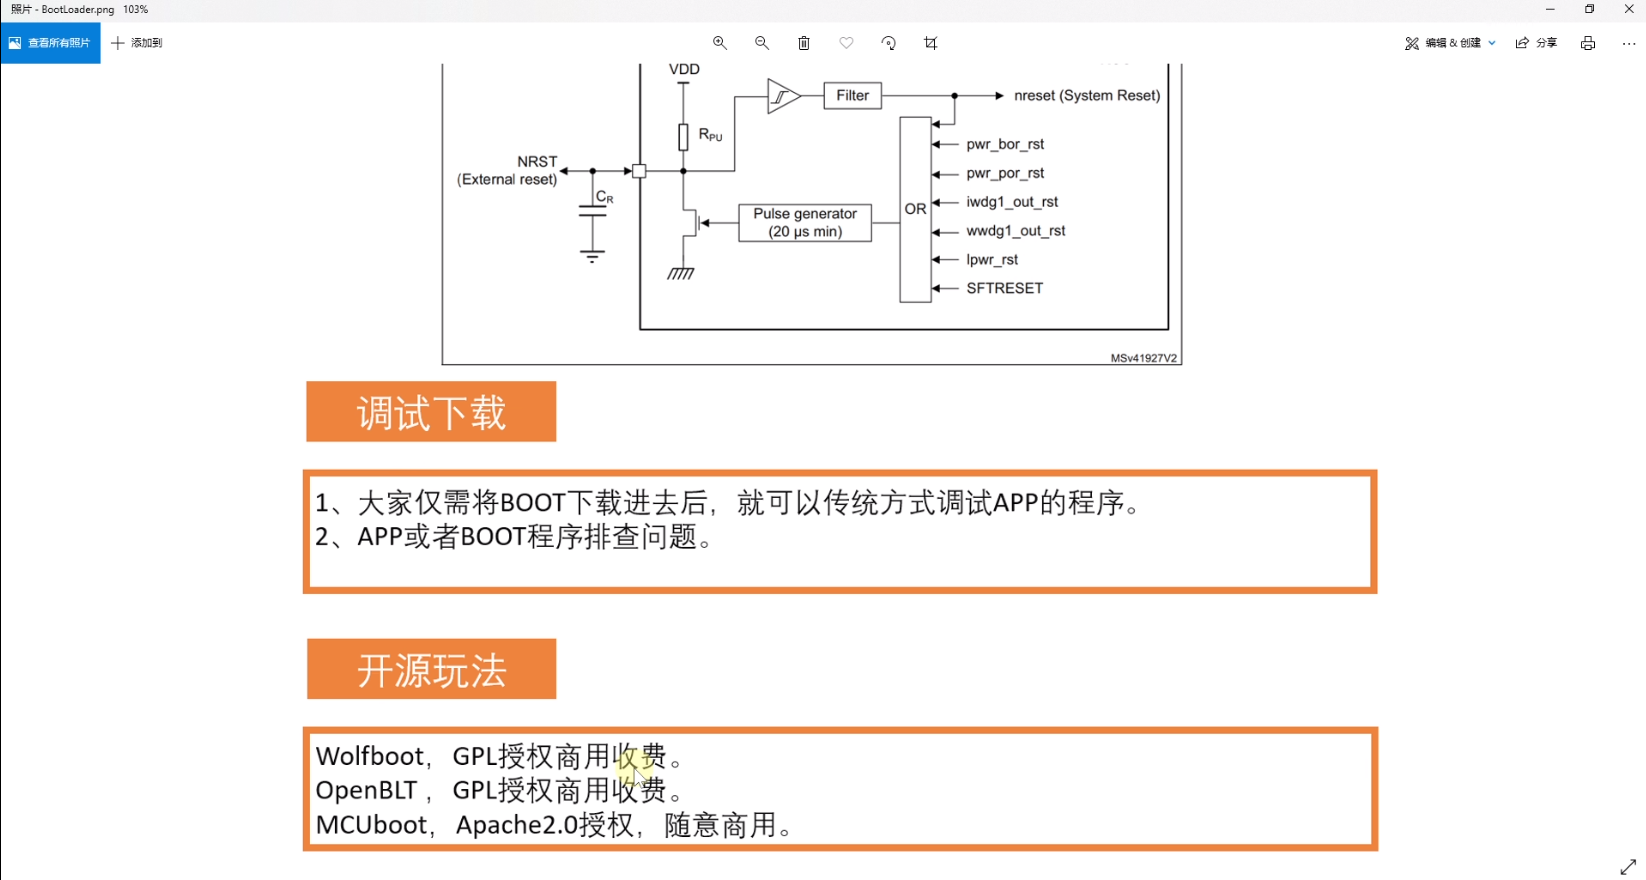 照片 - BootLoader.png 103%
查看所有照片
添加到
编辑 & 创建
分享
VDD
Filter
nreset (System Reset)
RPU
pwr_bor_rst
NRST
(External reset)
pwr_por_rst
CR
iwdg1_out_rst
Pulse generator
(20 µs min)
OR
wwdg1_out_rst
lpwr_rst
SFTRESET
MSv41927V2
调试下载
1、大家仅需将BOOT下载进去后，就可以传统方式调试APP的程序。
2、APP或者BOOT程序排查问题。
开源玩法
Wolfboot，GPL授权商用收费。
OpenBLT ，GPL授权商用收费。
MCUboot，Apache2.0授权，随意商用。